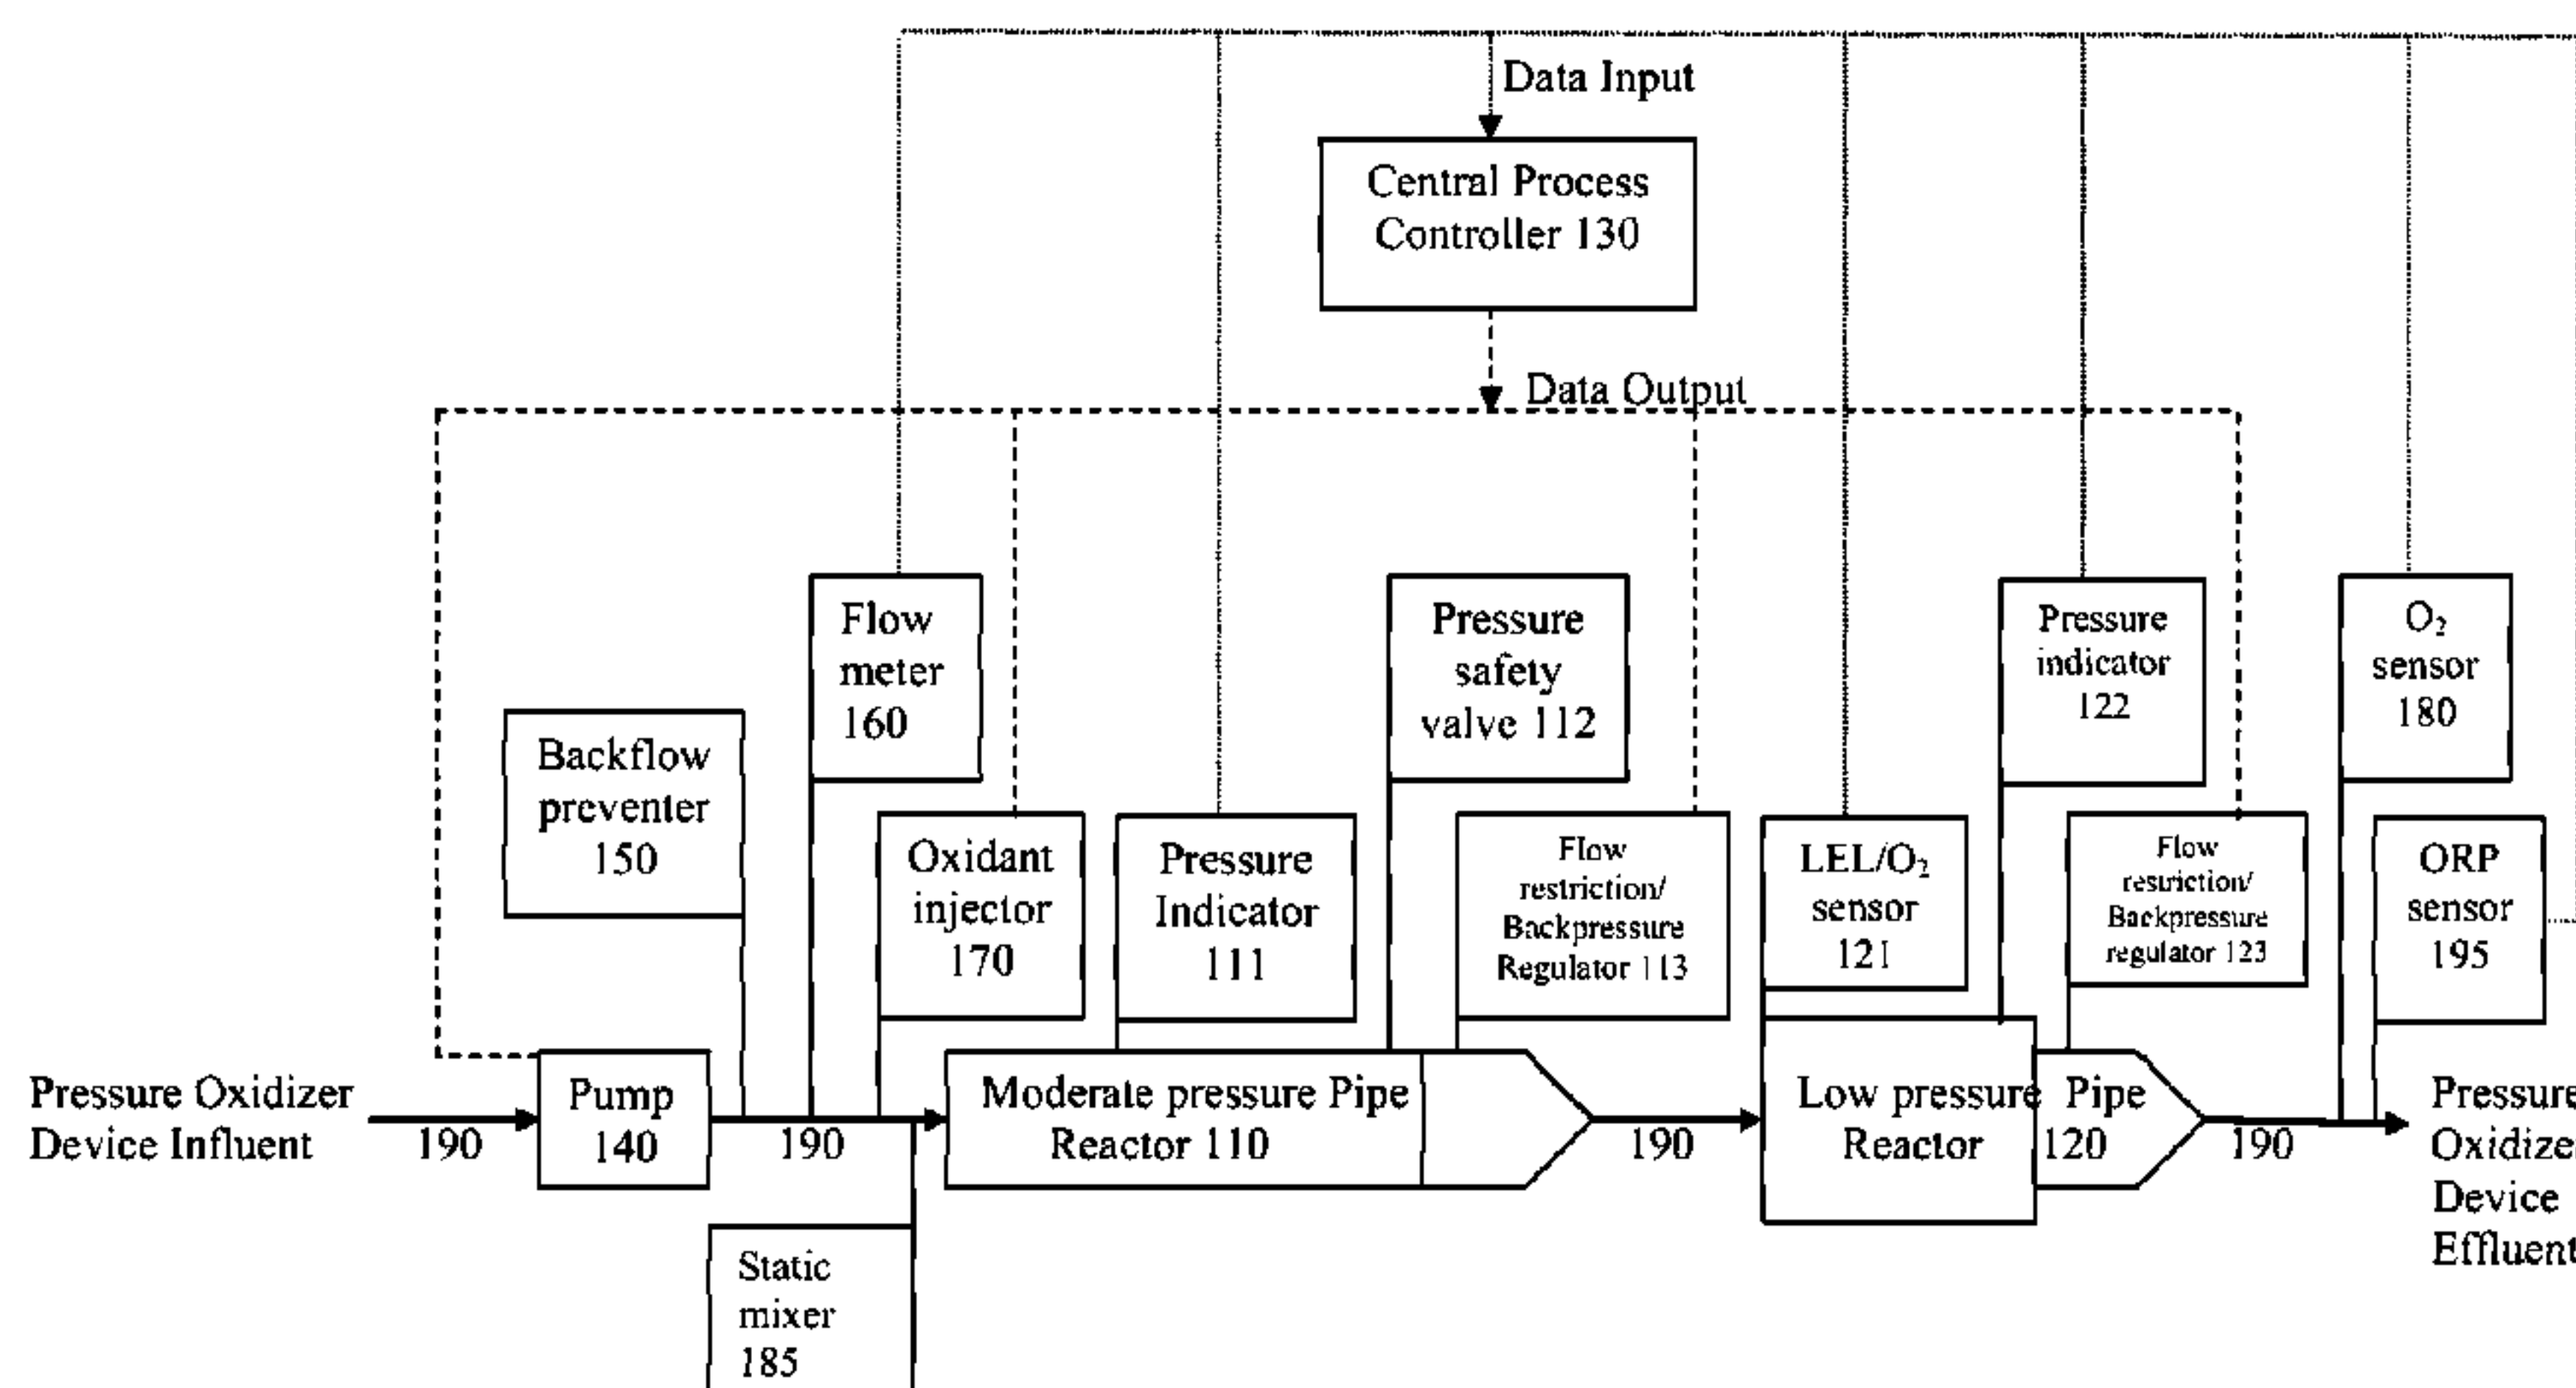 Data Input
Central Process
Controller 130
Data Output
Flow
meter
160
Pressure
safety
valve 112
Pressure
indicator
122
O₂
sensor
180
Backflow
preventer
150
Oxidant
injector
170
Pressure
Indicator
111
Flow
restriction/
Backpressure
Regulator 113
LEL/O₂
sensor
121
Flow
restriction/
Backpressure
regulator 123
ORP
sensor
195
Pressure Oxidizer
Device Influent
190
Pump
140
190
Moderate pressure Pipe
Reactor 110
190
Low pressure Pipe
Reactor 120
190
Pressure
Oxidize
Device
Effluent
Static
mixer
185